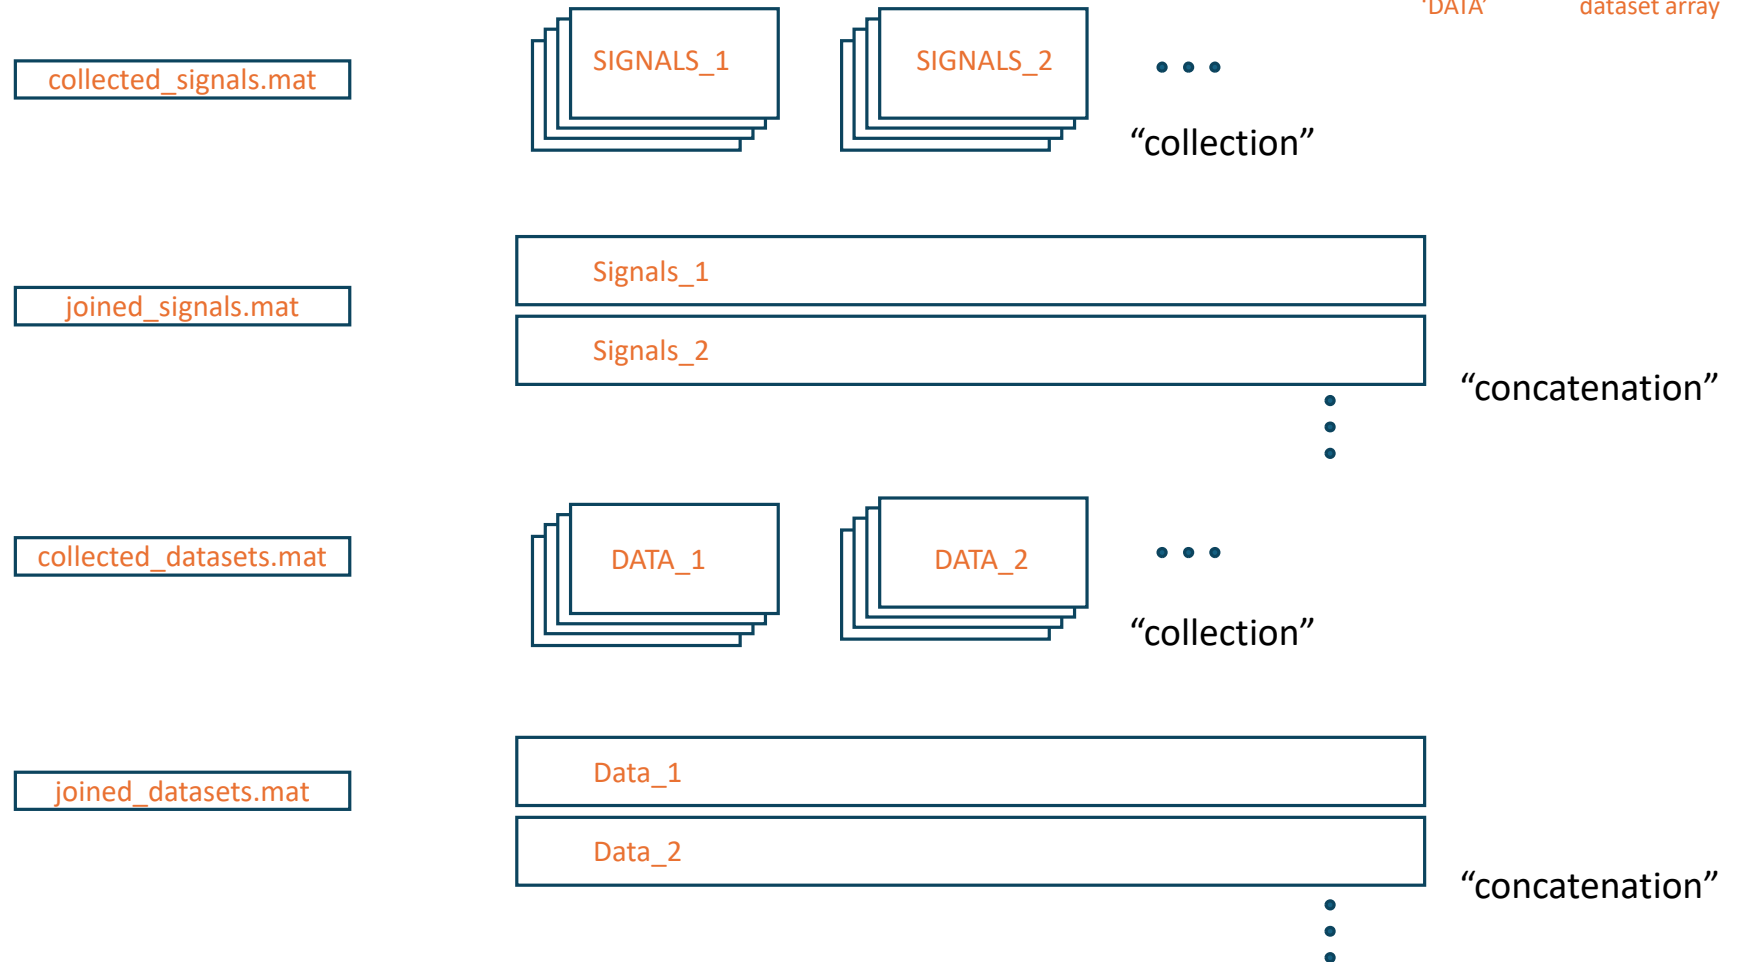 ‘DATA’ dataset array
collected_signals.mat
SIGNALS_1
SIGNALS_2
“collection”
joined_signals.mat
Signals_1
Signals_2
“concatenation”
collected_datasets.mat
DATA_1
DATA_2
“collection”
joined_datasets.mat
Data_1
Data_2
“concatenation”